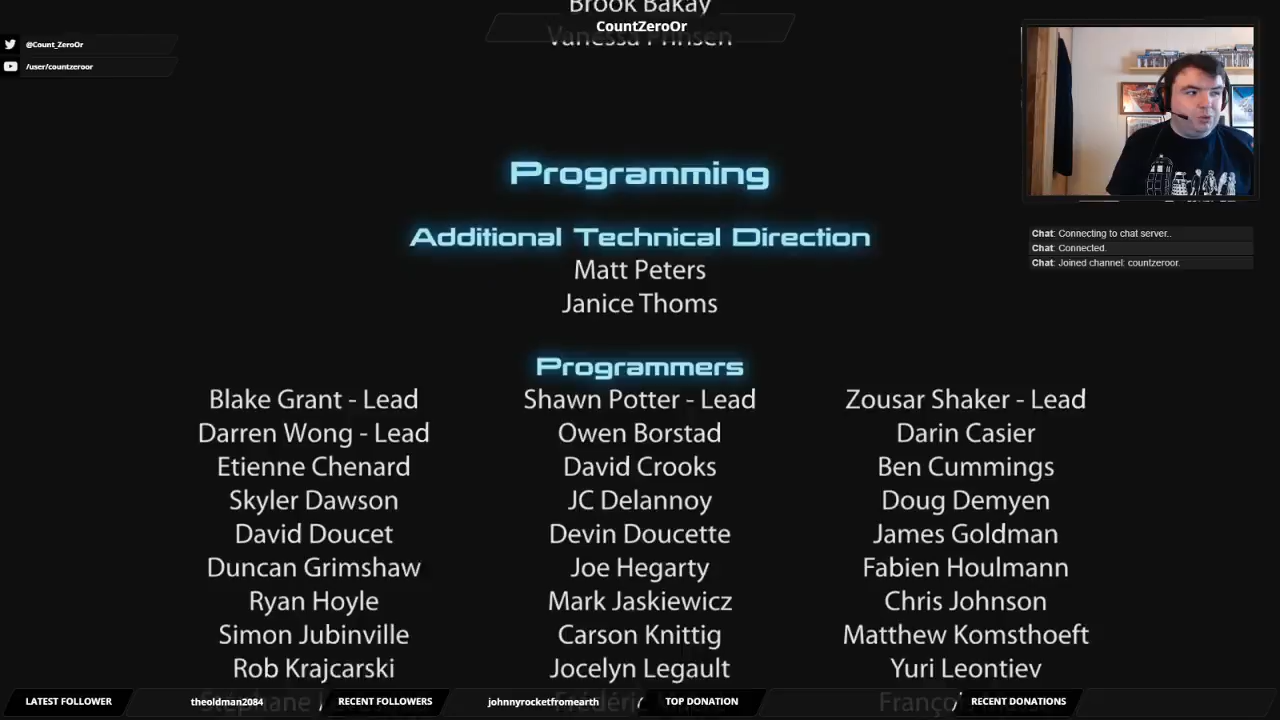 Brook Bakay
CountZeroOr
Vanessa Prinsen
@Count_ZeroOr
/user/countzeroor
Programming
Additional Technical Direction
Matt Peters
Janice Thoms
Chat: Connecting to chat server..
Chat: Connected.
Chat: Joined channel: countzeroor.
Programmers
Blake Grant - Lead Shawn Potter - Lead Zousar Shaker - Lead
Darren Wong - Lead Owen Borstad Darin Casier
Etienne Chenard David Crooks Ben Cummings
Skyler Dawson JC Delannoy Doug Demyen
David Doucet Devin Doucette James Goldman
Duncan Grimshaw Joe Hegarty Fabien Houlmann
Ryan Hoyle Mark Jaskiewicz Chris Johnson
Simon Jubinville Carson Knittig Matthew Komsthoeft
Rob Krajcarski Jocelyn Legault Yuri Leontiev
LATEST FOLLOWER theoldman2084 RECENT FOLLOWERS johnnyrocketfromearth TOP DONATION RECENT DONATIONS